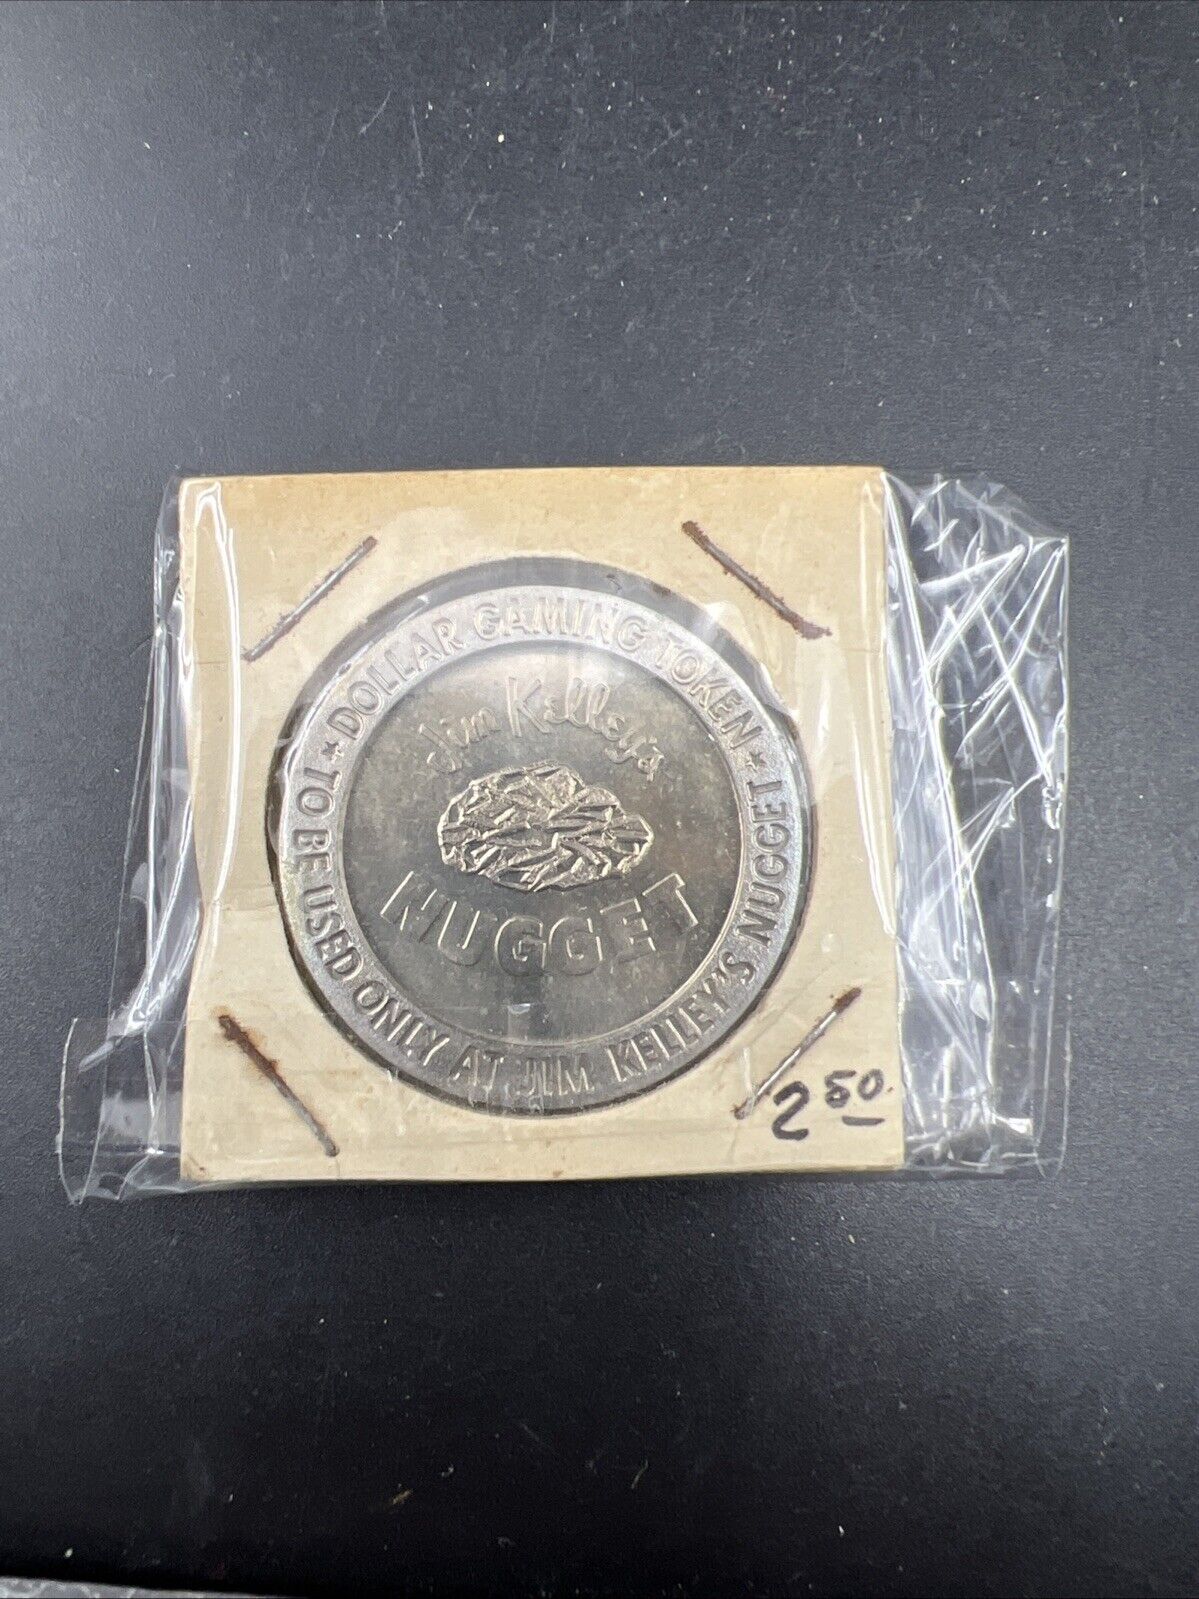 ★ DOLLAR GAMING TOKEN ★
TO BE USED ONLY AT JIM KELLEY'S NUGGET
Jim Kelley's
NUGGET
2 50